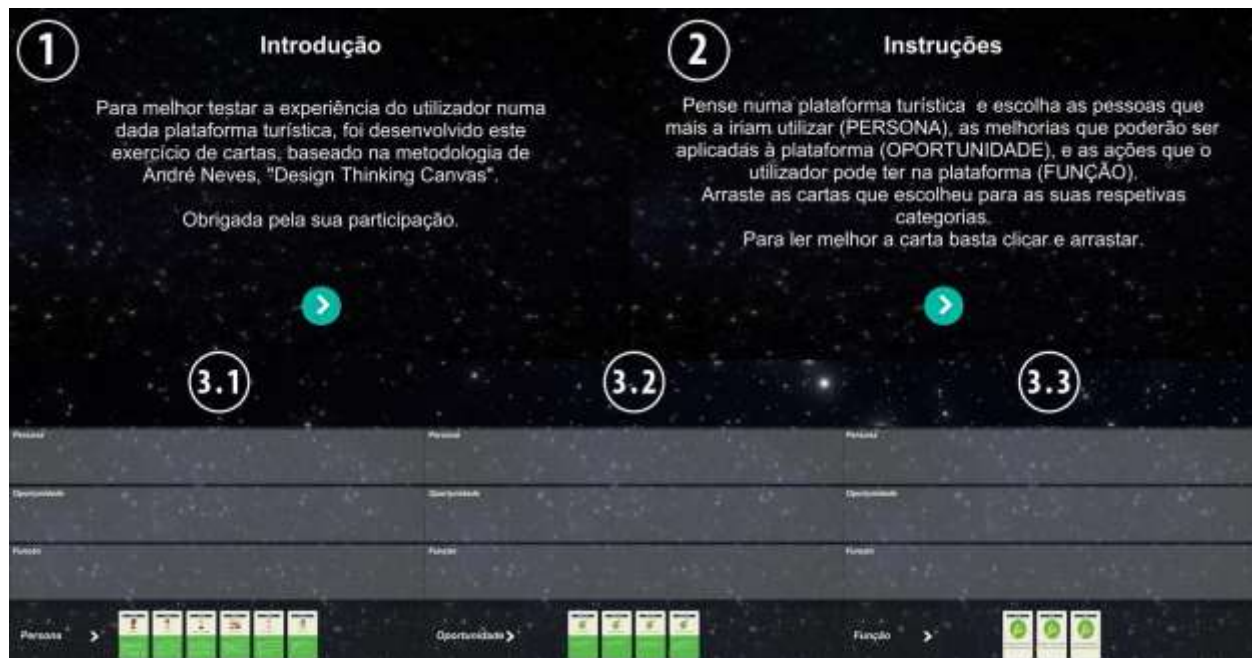 1
Introdução
Para melhor testar a experiência do utilizador numa
dada plataforma turística, foi desenvolvido este
exercício de cartas, baseado na metodologia de
André Neves, "Design Thinking Canvas".
Obrigada pela sua participação.
2
Instruções
Pense numa plataforma turística e escolha as pessoas que
mais a iriam utilizar (PERSONA), as melhorias que poderão ser
aplicadas à plataforma (OPORTUNIDADE), e as ações que o
utilizador pode ter na plataforma (FUNÇÃO).
Arraste as cartas que escolheu para as suas respetivas
categorias.
Para ler melhor a carta basta clicar e arrastar.
3.1
Persona
Oportunidade
Função
Persona
3.2
Persona
Oportunidade
Função
Oportunidade
3.3
Persona
Oportunidade
Função
Função